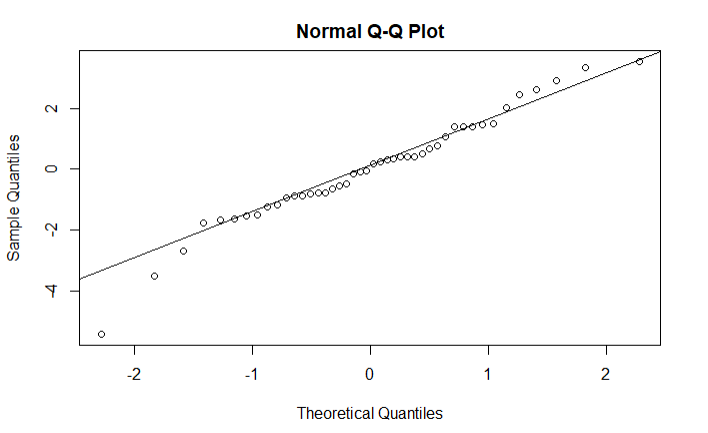 Normal Q-Q Plot
Sample Quantiles
2
0
-2
-4
-2 -1 0 1 2
Theoretical Quantiles